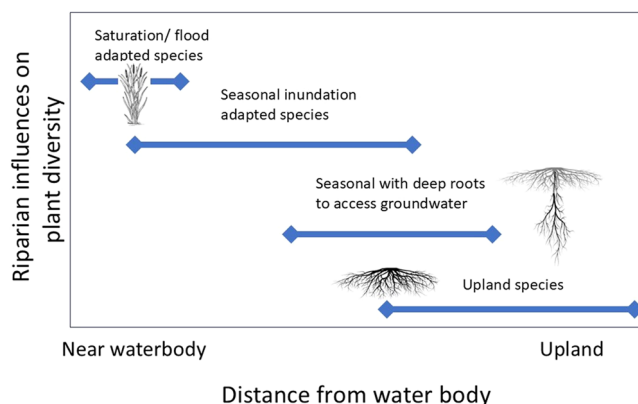 Saturation/ flood
adapted species
Seasonal inundation
adapted species
Seasonal with deep roots
to access groundwater
Upland species
Riparian influences on
plant diversity
Near waterbody
Upland
Distance from water body